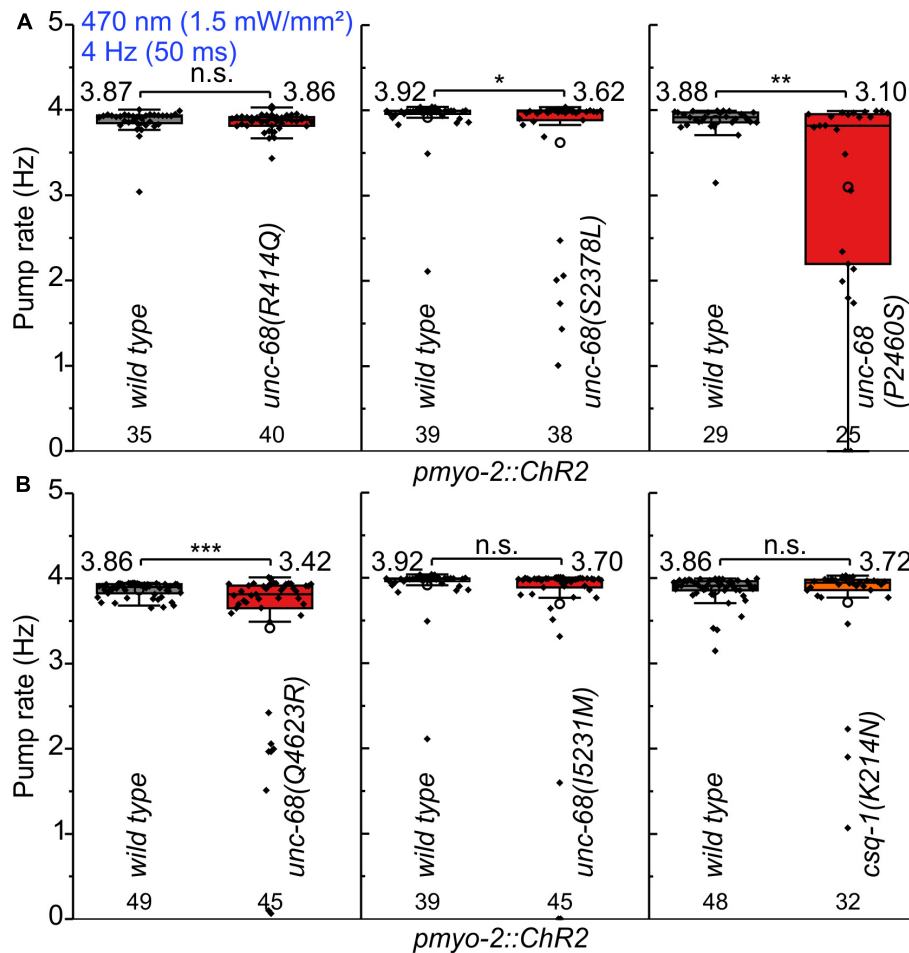 A
470 nm (1.5 mW/mm²)
4 Hz (50 ms)
n.s.
*
**
3.87
3.86
3.92
3.62
3.88
3.10
5
4
3
2
1
0
Pump rate (Hz)
wild type
unc-68(R414Q)
wild type
unc-68(S2378L)
wild type
unc-68
(P2460S)
35
40
39
38
29
25
pmyo-2::ChR2
B
***
n.s.
n.s.
3.86
3.42
3.92
3.70
3.86
3.72
5
4
3
2
1
0
Pump rate (Hz)
wild type
unc-68(Q4623R)
wild type
unc-68(I5231M)
wild type
csq-1(K214N)
49
45
39
45
48
32
pmyo-2::ChR2